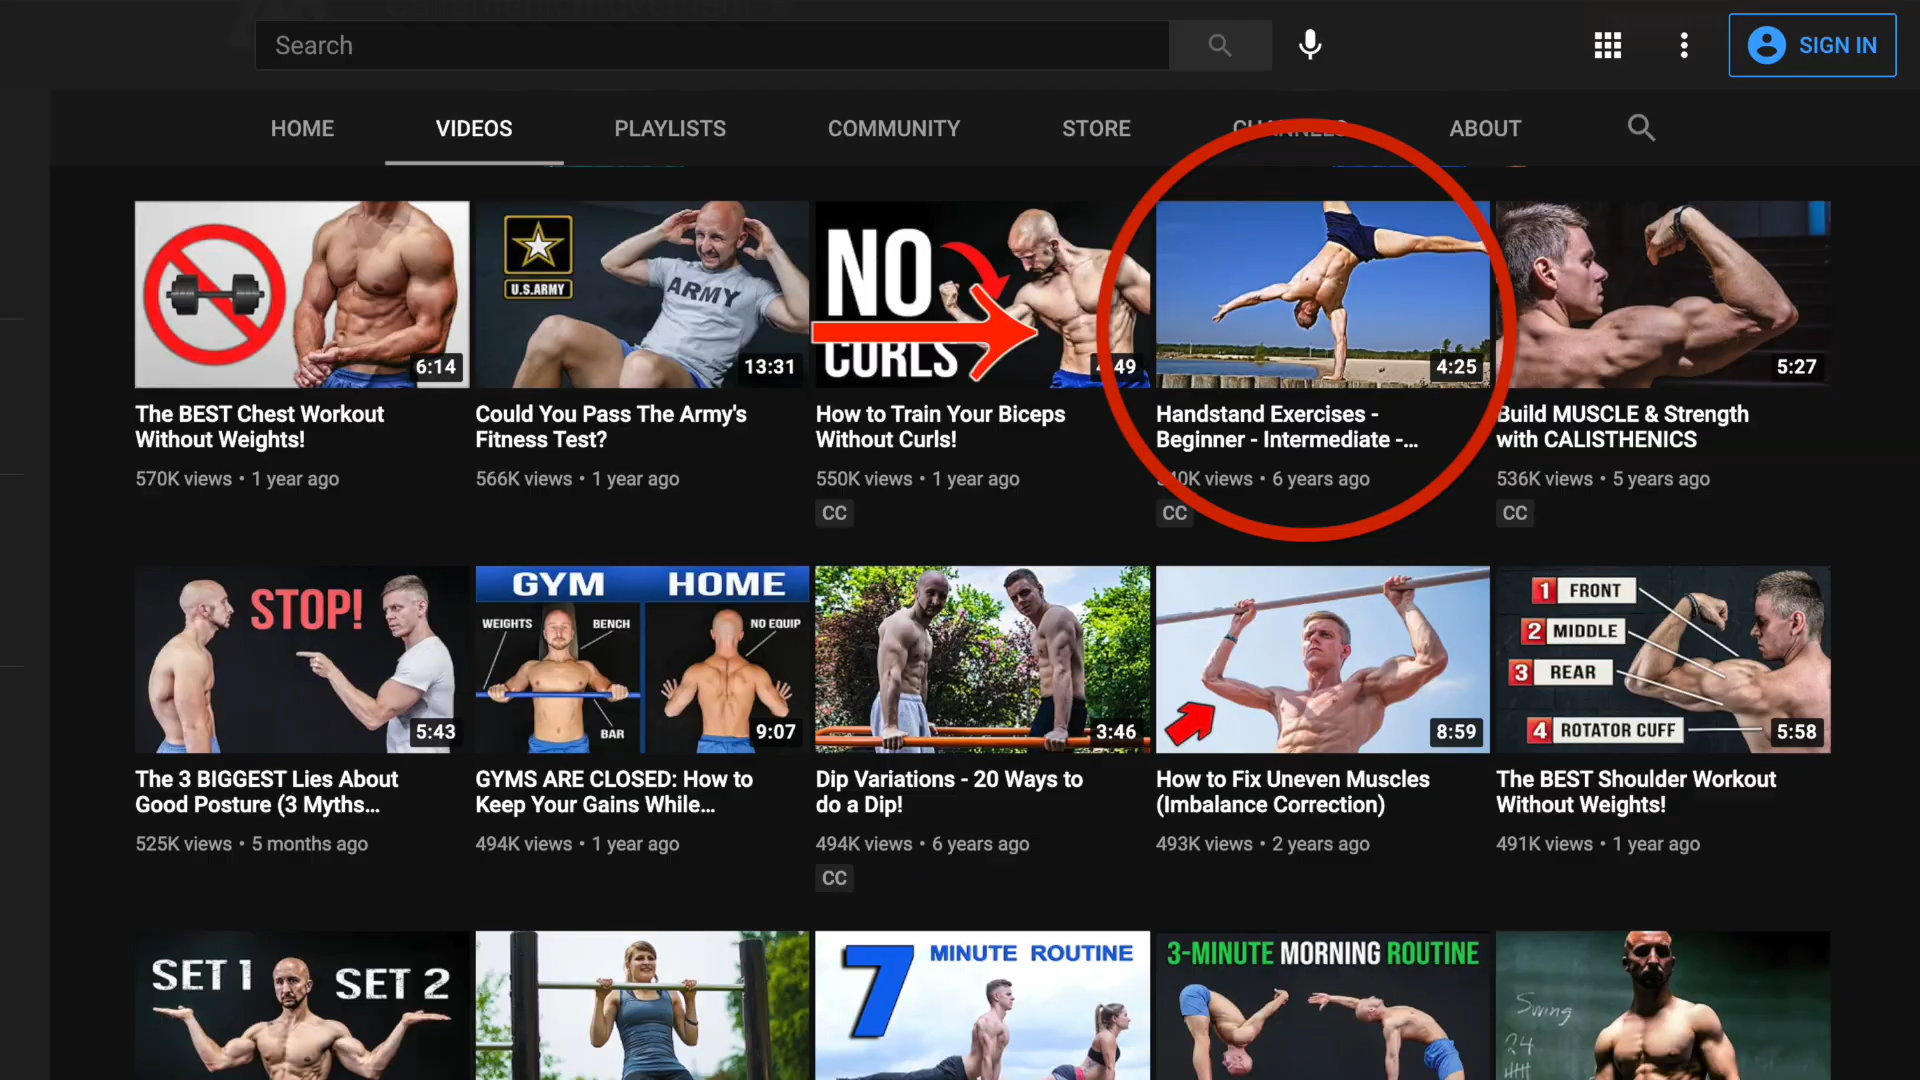 Search
SIGN IN
HOME
VIDEOS
PLAYLISTS
COMMUNITY
STORE
CHANNELS
ABOUT
U.S.ARMY
ARMY
NO
CURLS
6:14
13:31
4:25
5:27
The BEST Chest Workout
Without Weights!
570K views • 1 year ago
Could You Pass The Army's
Fitness Test?
566K views • 1 year ago
How to Train Your Biceps
Without Curls!
550K views • 1 year ago
CC
Handstand Exercises -
Beginner - Intermediate -...
views • 6 years ago
CC
Build MUSCLE & Strength
with CALISTHENICS
536K views • 5 years ago
CC
STOP!
5:43
GYM HOME
WEIGHTS BENCH NO EQUIP
BAR
9:07
3:46
8:59
1 FRONT
2 MIDDLE
3 REAR
4 ROTATOR CUFF
5:58
The 3 BIGGEST Lies About
Good Posture (3 Myths...
525K views • 5 months ago
GYMS ARE CLOSED: How to
Keep Your Gains While...
494K views • 1 year ago
Dip Variations - 20 Ways to
do a Dip!
494K views • 6 years ago
CC
How to Fix Uneven Muscles
(Imbalance Correction)
493K views • 2 years ago
The BEST Shoulder Workout
Without Weights!
491K views • 1 year ago
SET 1
SET 2
7 MINUTE ROUTINE
3-MINUTE MORNING ROUTINE
Swing
24